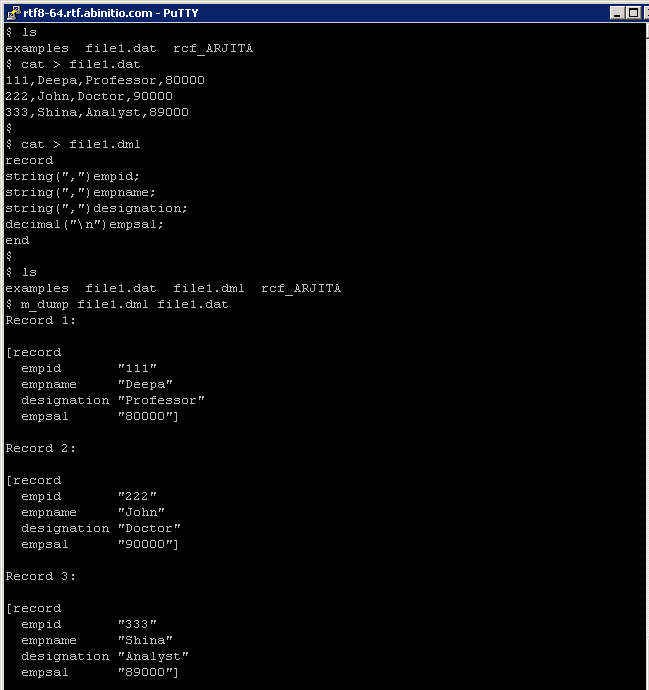 rtf8-64.rtf.abinitio.com - PuTTY
$ ls
examples  file1.dat  rcf_ARJITA
$ cat > file1.dat
111,Deepa,Professor,80000
222,John,Doctor,90000
333,Shina,Analyst,89000
$
$ cat > file1.dml
record
string(",")empid;
string(",")empname;
string(",")designation;
decimal("\n")empsal;
end
$
$ ls
examples  file1.dat  file1.dml  rcf_ARJITA
$ m_dump file1.dml file1.dat
Record 1:
[record
  empid       "111"
  empname     "Deepa"
  designation "Professor"
  empsal      "80000"]
Record 2:
[record
  empid       "222"
  empname     "John"
  designation "Doctor"
  empsal      "90000"]
Record 3:
[record
  empid       "333"
  empname     "Shina"
  designation "Analyst"
  empsal      "89000"]